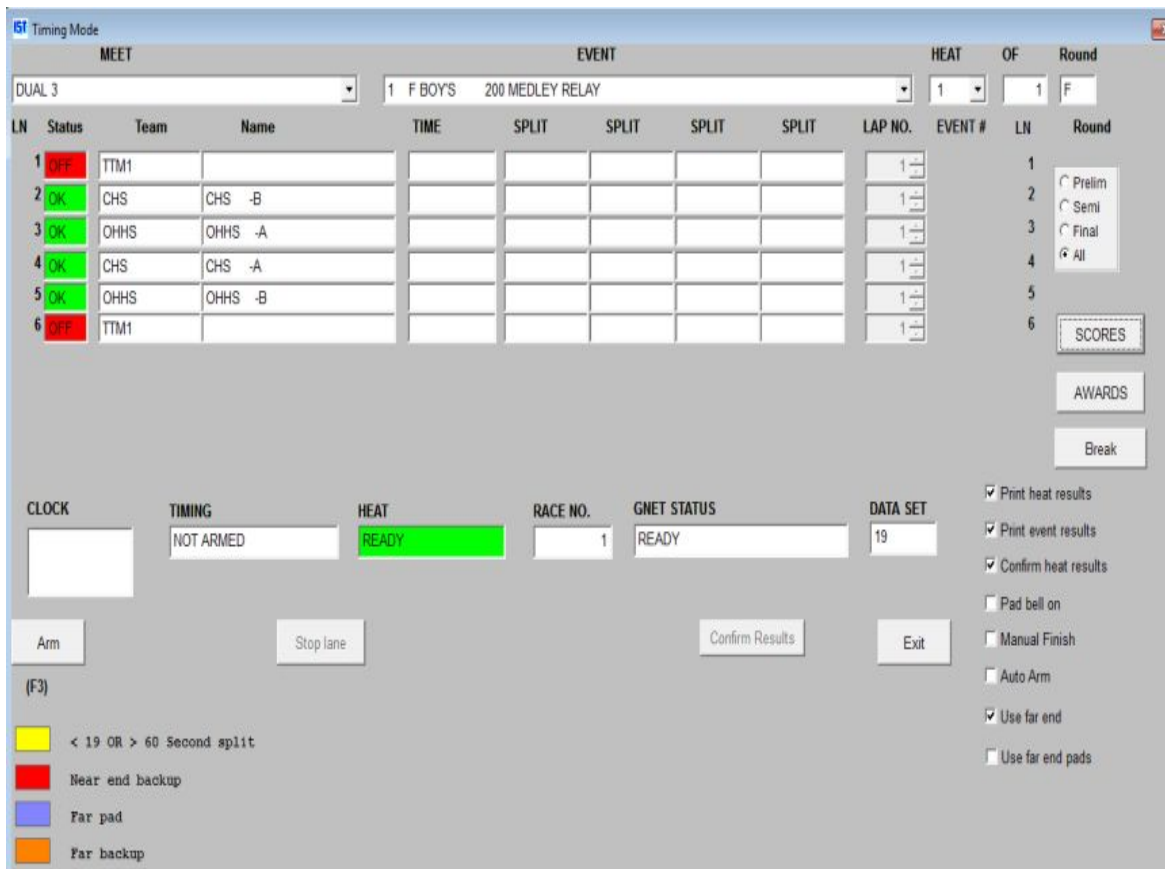 IST Timing Mode
MEET EVENT HEAT OF Round
DUAL 3 1 F BOY'S 200 MEDLEY RELAY 1 1 F
LN Status Team Name TIME SPLIT SPLIT SPLIT SPLIT LAP NO. EVENT # LN Round
1 OFF TTM1 1 1
2 OK CHS CHS -B 1 2
3 OK OHHS OHHS -A 1 3
4 OK CHS CHS -A 1 4
5 OK OHHS OHHS -B 1 5
6 OFF TTM1 1 6
Prelim
Semi
Final
All
SCORES
AWARDS
Break
CLOCK TIMING HEAT RACE NO. GNET STATUS DATA SET
NOT ARMED READY 1 READY 19
Print heat results
Print event results
Confirm heat results
Pad bell on
Manual Finish
Auto Arm
Use far end
Use far end pads
Arm Stop lane Confirm Results Exit
(F3)
< 19 OR > 60 Second split
Near end backup
Far pad
Far backup